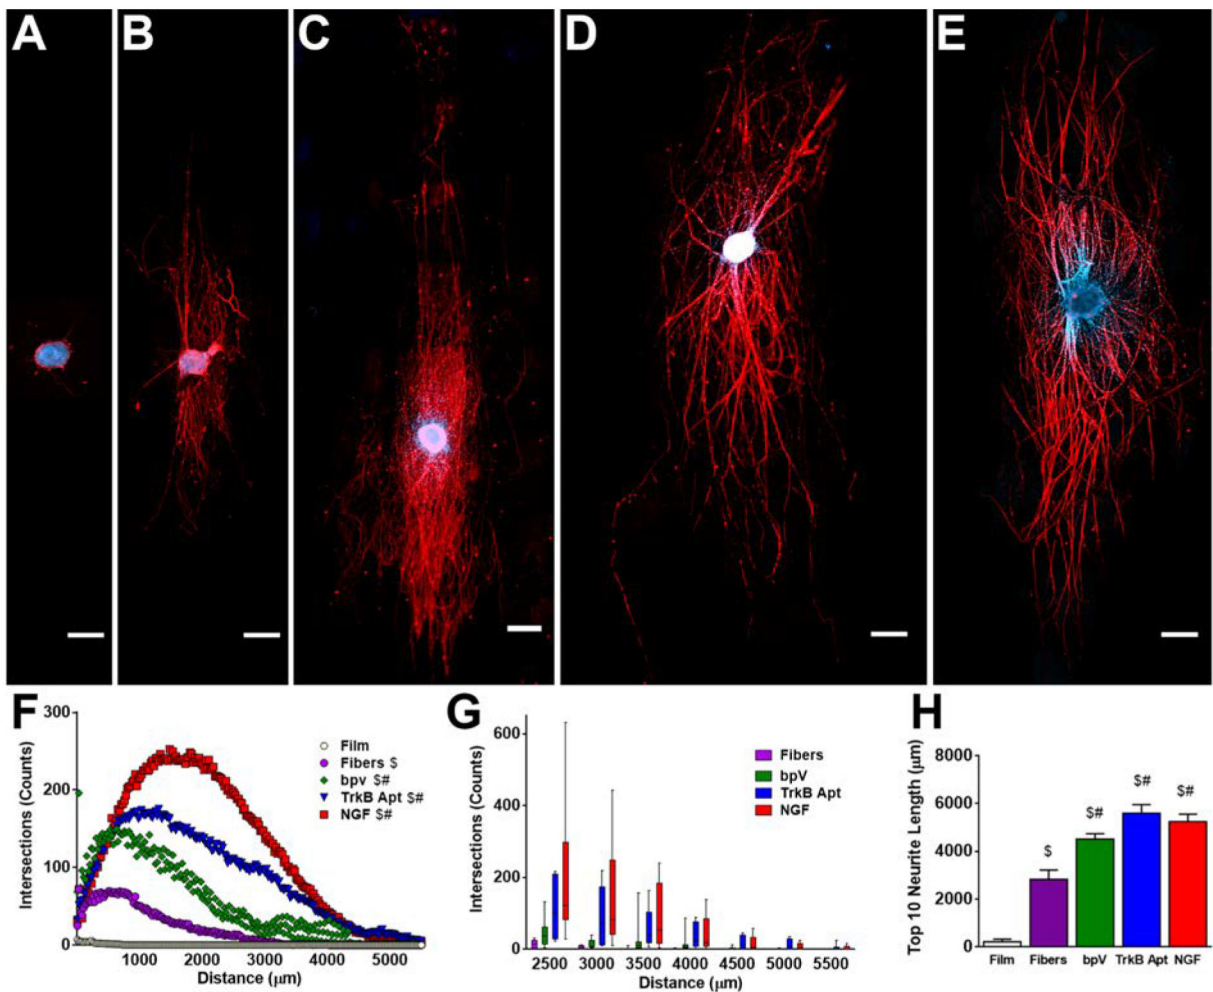 A
B
C
D
E
F
300
200
100
0
1000
2000
3000
4000
5000
Intersections (Counts)
Distance (μm)
Film
Fibers $
bpv $#
TrkB Apt $#
NGF $#
G
600
400
200
0
2500
3000
3500
4000
4500
5000
5500
Intersections (Counts)
Distance (μm)
Fibers
bpV
TrkB Apt
NGF
H
8000
6000
4000
2000
0
Top 10 Neurite Length (μm)
$
$#
$#
$#
Film
Fibers
bpV
TrkB Apt
NGF